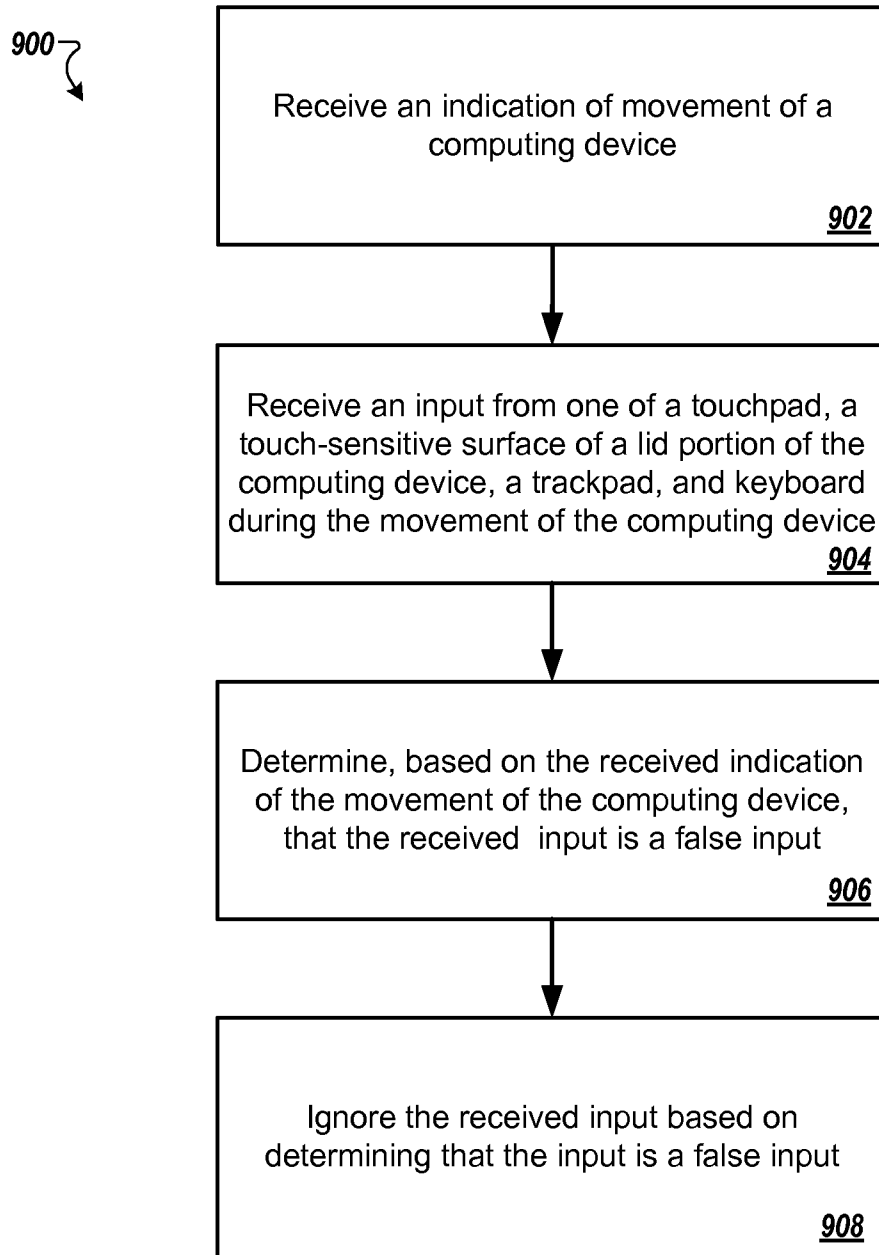 900
Receive an indication of movement of a
computing device
902
Receive an input from one of a touchpad, a
touch-sensitive surface of a lid portion of the
computing device, a trackpad, and keyboard
during the movement of the computing device
904
Determine, based on the received indication
of the movement of the computing device,
that the received  input is a false input
906
Ignore the received input based on
determining that the input is a false input
908